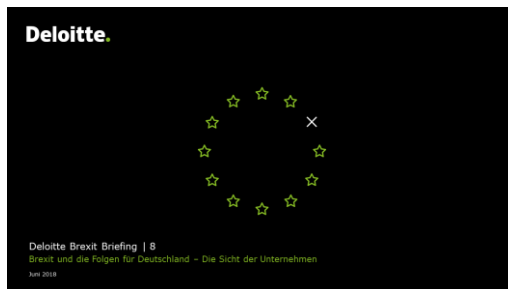 Deloitte.
Deloitte Brexit Briefing | 8
Brexit und die Folgen für Deutschland – Die Sicht der Unternehmen
Juni 2018